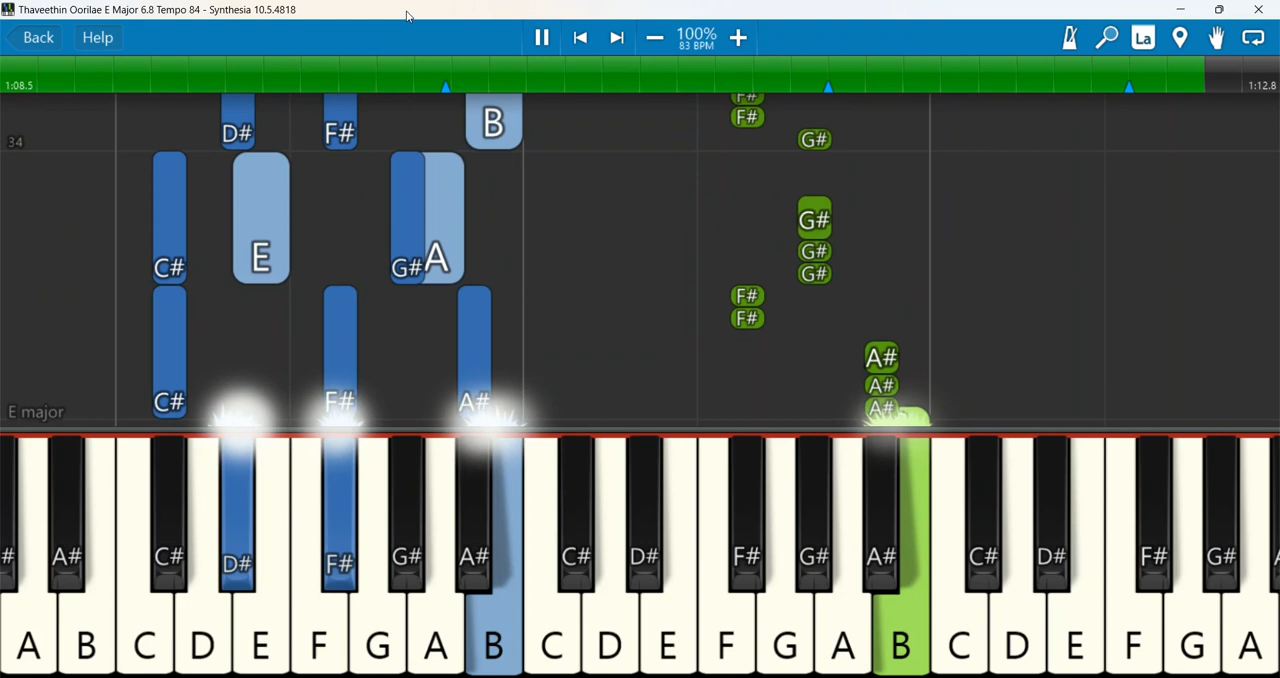 Thaveethin Oorilae E Major 6.8 Tempo 84 - Synthesia 10.5.4818
Back Help 100% La
83 BPM
1:08.5 1:12.8
F#
D# F# B F#
34 G#
G#
E A G#
C# G# G#
F#
F#
A#
A#
C# F# A# A#
E major
# A# C# D# F# G# A# C# D# F# G# A# C# D# F# G#
A B C D E F G A B C D E F G A B C D E F G A